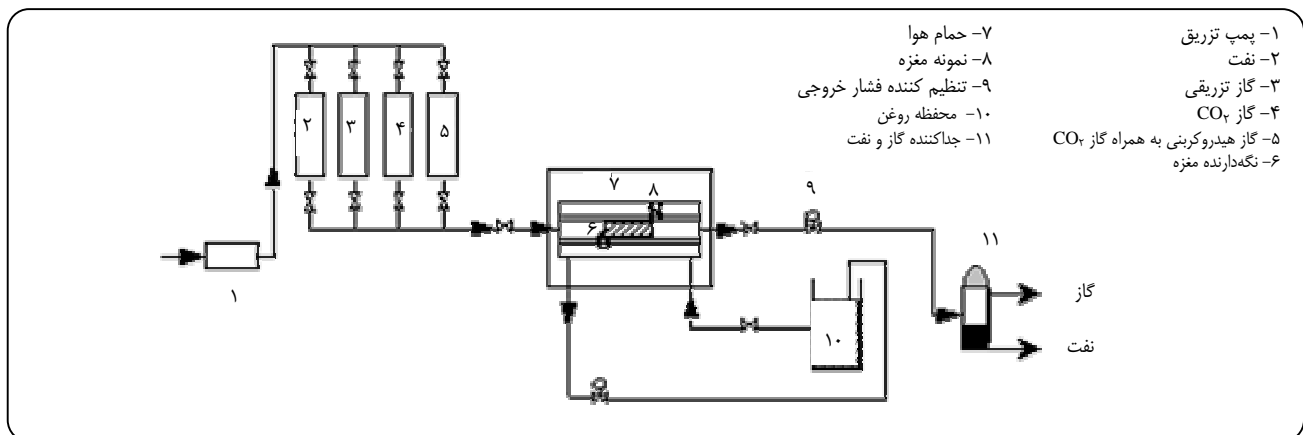 ۱- پمپ تزریق
۲- نفت
۳- گاز تزریقی
۴- گاز CO۲
۵- گاز هیدروکربنی به همراه گاز CO۲
۶- نگه‌دارنده مغزه
۷- حمام هوا
۸- نمونه مغزه
۹- تنظیم کننده فشار خروجی
۱۰- محفظه روغن
۱۱- جداکننده گاز و نفت
۲ ۳ ۴ ۵
۷ ۸
۹
۶
۱۱
۱
گاز
۱۰
نفت